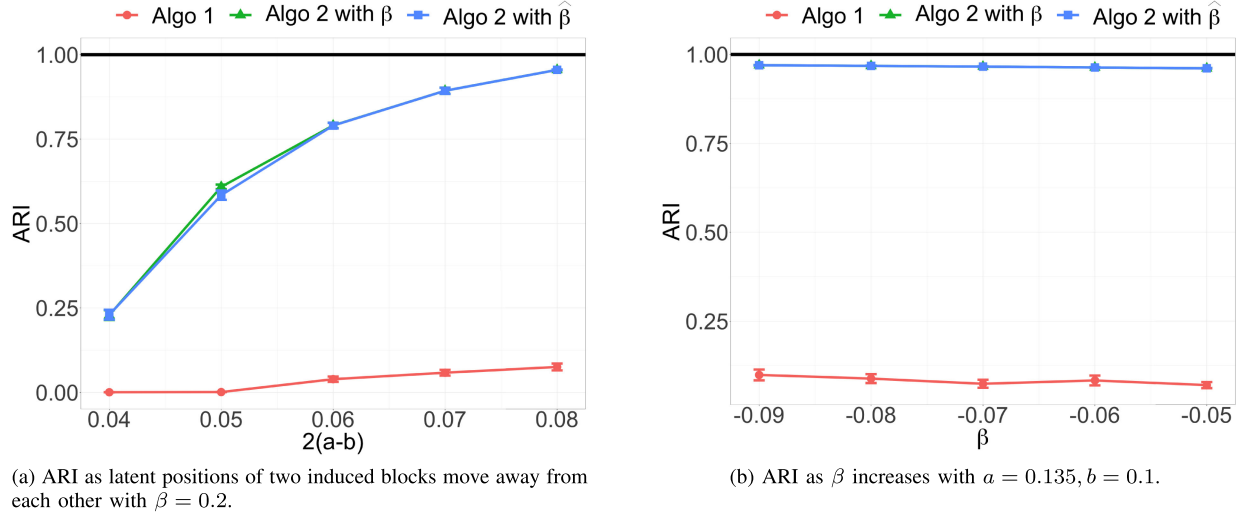 Algo 1 Algo 2 with β Algo 2 with β̂
1.00
0.75
0.50
0.25
0.00
ARI
0.04 0.05 0.06 0.07 0.08
2(a-b)
(a) ARI as latent positions of two induced blocks move away from
each other with β = 0.2.
Algo 1 Algo 2 with β Algo 2 with β̂
1.00
0.75
0.50
0.25
ARI
-0.09 -0.08 -0.07 -0.06 -0.05
β
(b) ARI as β increases with a = 0.135, b = 0.1.